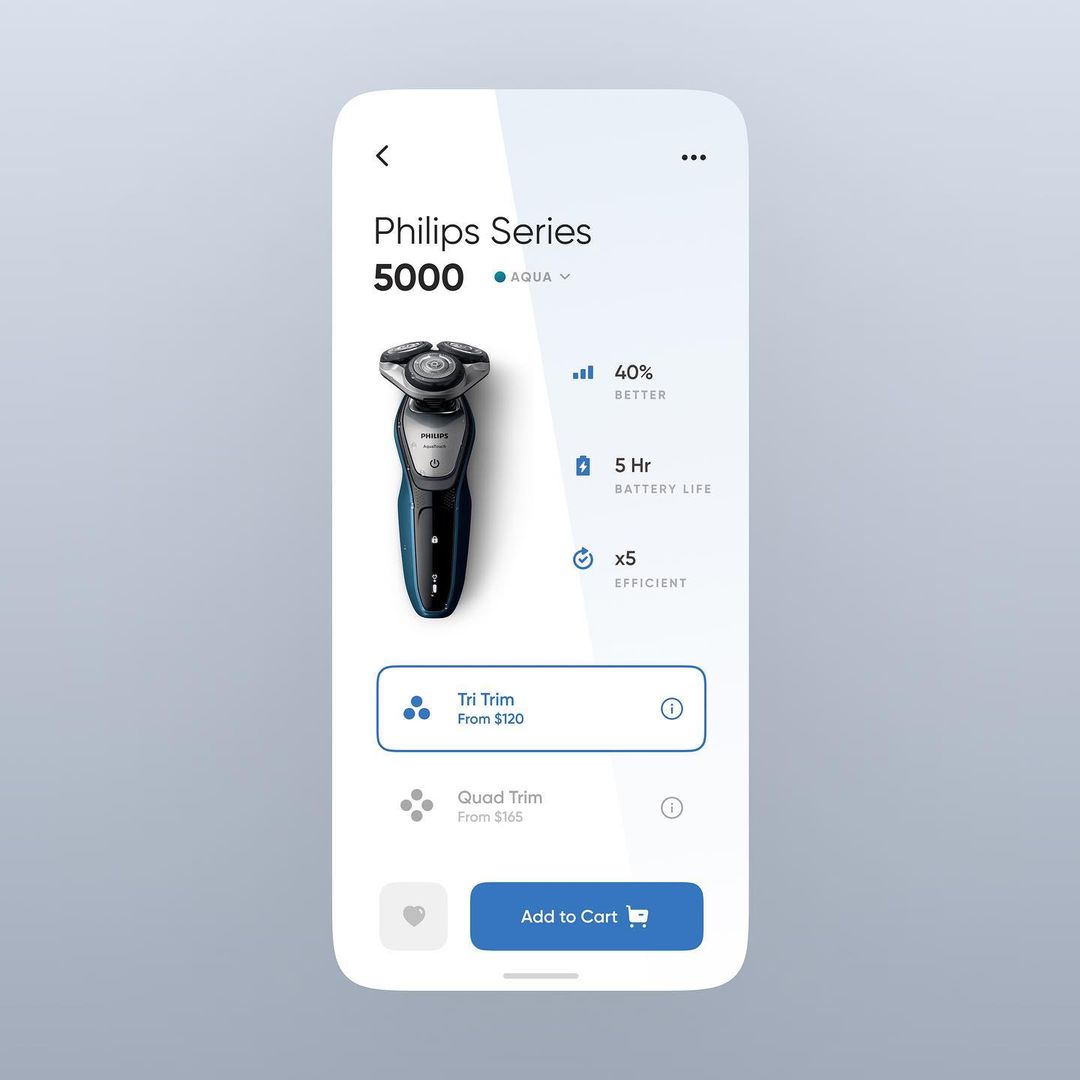 Philips Series
5000
AQUA
PHILIPS
AquaTouch
40%
BETTER
5 Hr
BATTERY LIFE
x5
EFFICIENT
Tri Trim
From $120
Quad Trim
From $165
Add to Cart